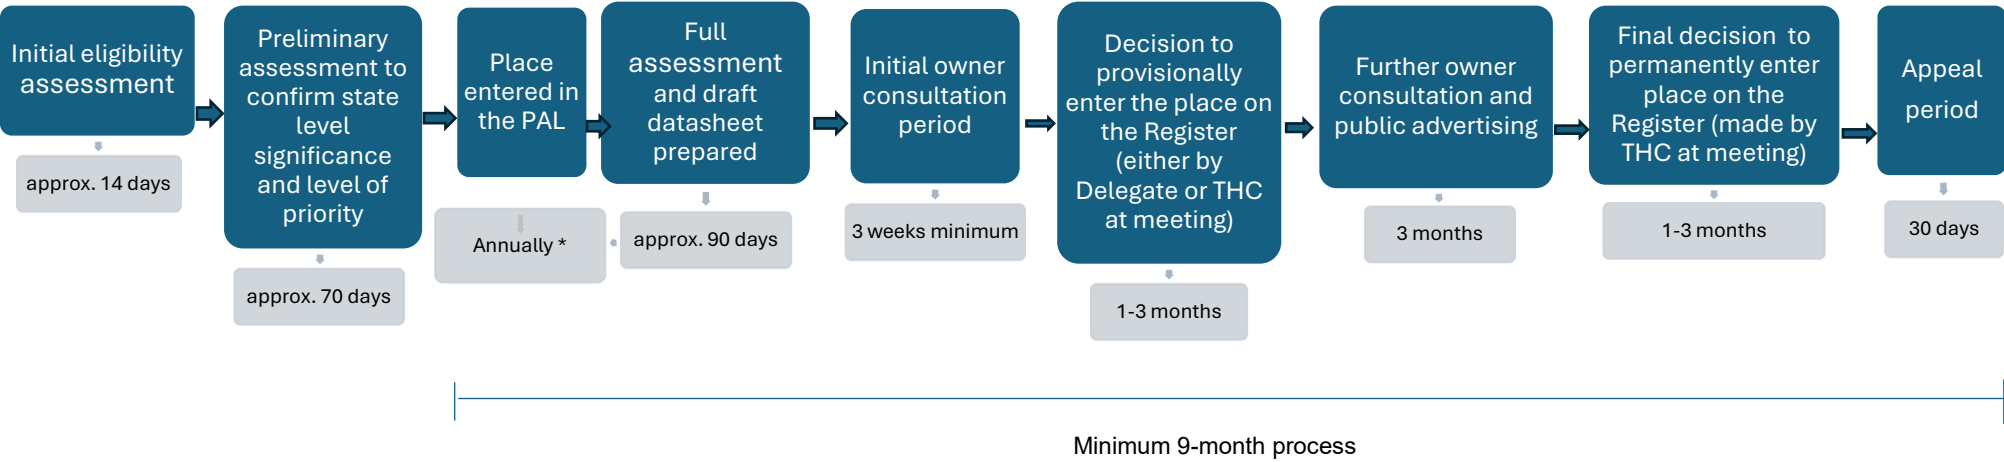 Initial eligibility
assessment
approx. 14 days
Preliminary
assessment to
confirm state
level
significance
and level of
priority
approx. 70 days
Place
entered in
the PAL
Annually *
Full
assessment
and draft
datasheet
prepared
approx. 90 days
Initial owner
consultation
period
3 weeks minimum
Decision to
provisionally
enter the place on
the Register
(either by
Delegate or THC
at meeting)
1-3 months
Further owner
consultation and
public advertising
3 months
Final decision to
permanently enter
place on the
Register (made by
THC at meeting)
1-3 months
Appeal
period
30 days
Minimum 9-month process